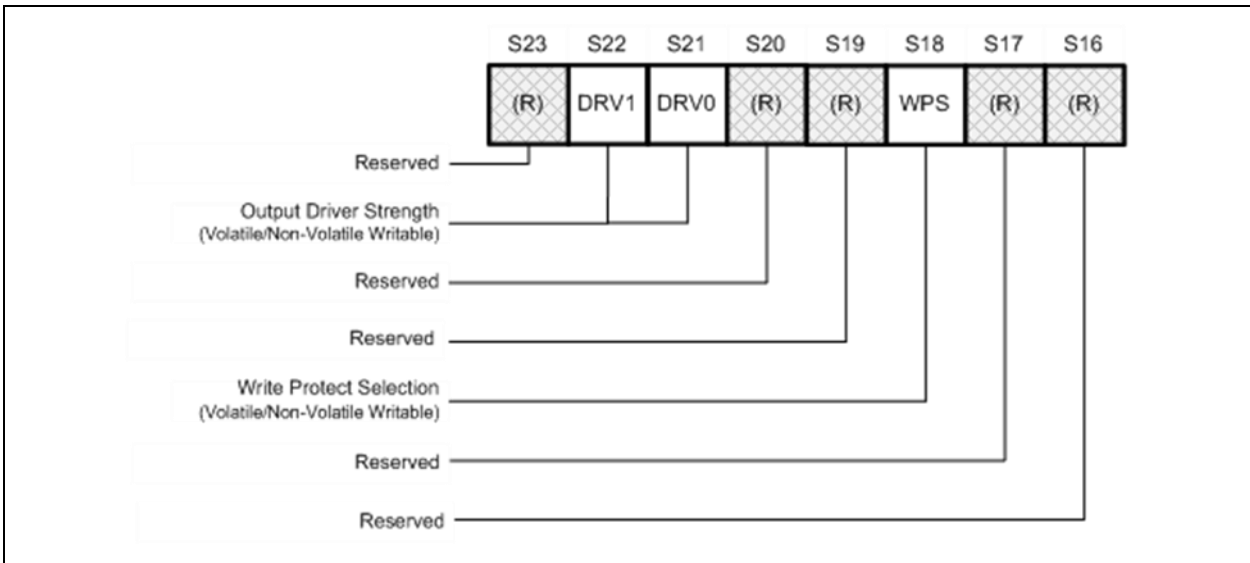 S23 S22 S21 S20 S19 S18 S17 S16
(R) DRV1 DRV0 (R) (R) WPS (R) (R)
Reserved
Output Driver Strength
(Volatile/Non-Volatile Writable)
Reserved
Reserved
Write Protect Selection
(Volatile/Non-Volatile Writable)
Reserved
Reserved